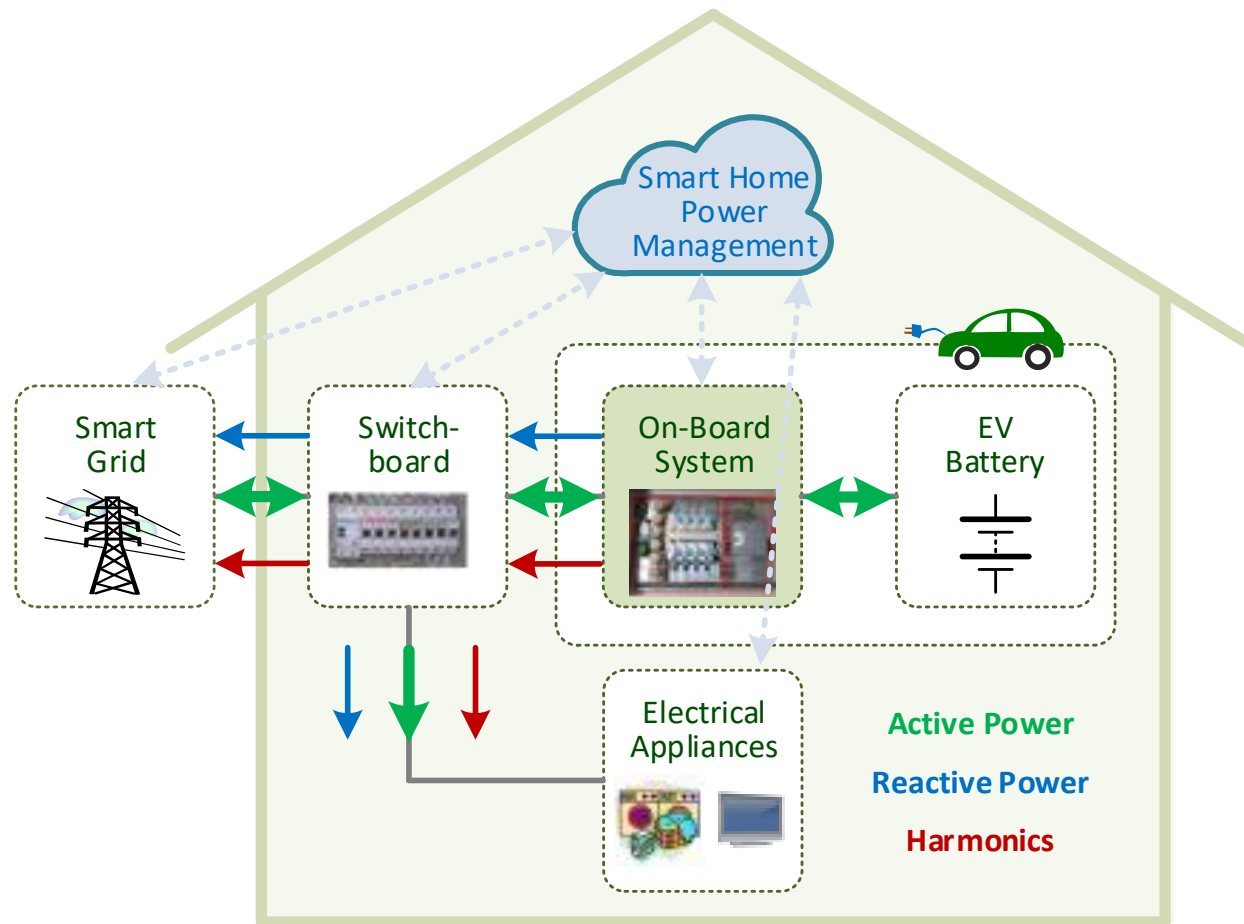 Smart Home
Power
Management
Smart
Grid
Switch-
board
On-Board
System
EV
Battery
Electrical
Appliances
Active Power
Reactive Power
Harmonics